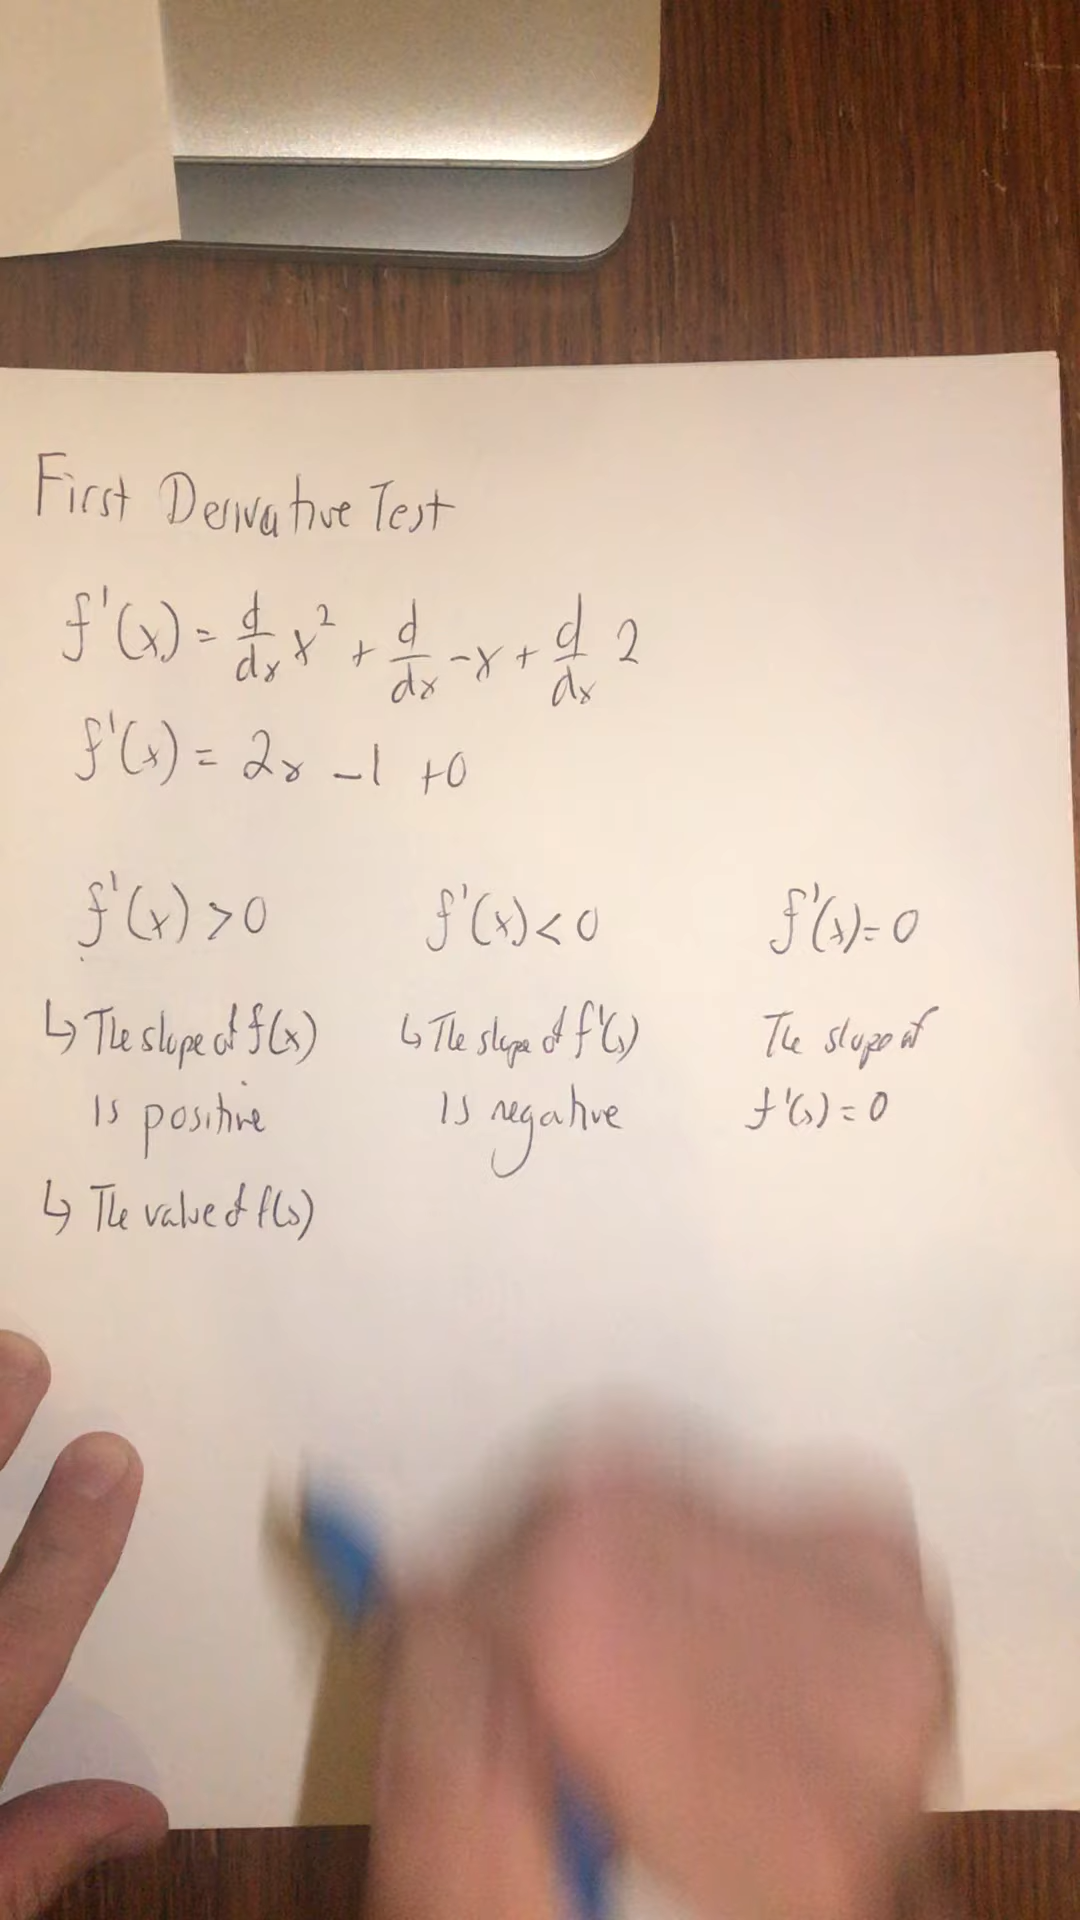 First Derivative Test
f'(x) = d/dx x² + d/dx -x + d/dx 2
f'(x) = 2x -1 +0
f'(x) > 0
↳ The slope of f(x)
is positive
↳ The value of f(x)
f'(x) < 0
↳ The slope of f'(x)
is negative
f'(x) = 0
The slope of
f'(x) = 0